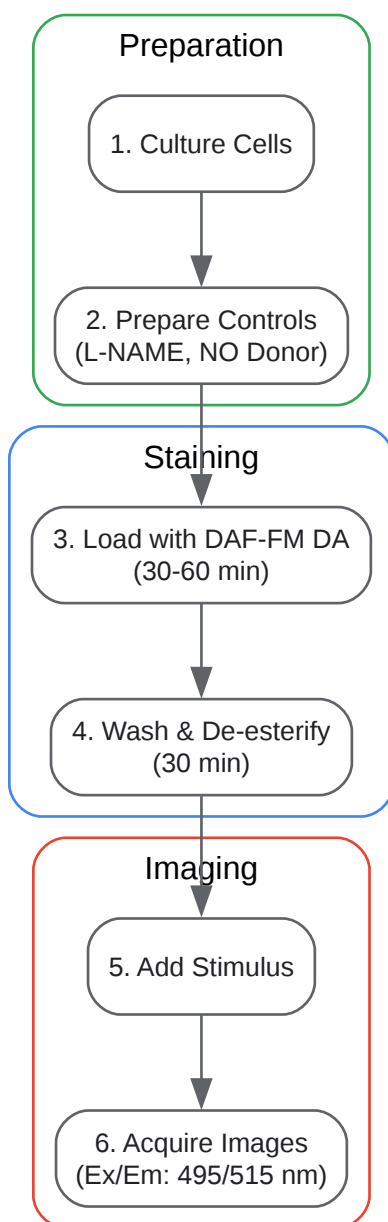 Preparation
1. Culture Cells
2. Prepare Controls
(L-NAME, NO Donor)
Staining
3. Load with DAF-FM DA
(30-60 min)
4. Wash & De-esterify
(30 min)
Imaging
5. Add Stimulus
6. Acquire Images
(Ex/Em: 495/515 nm)